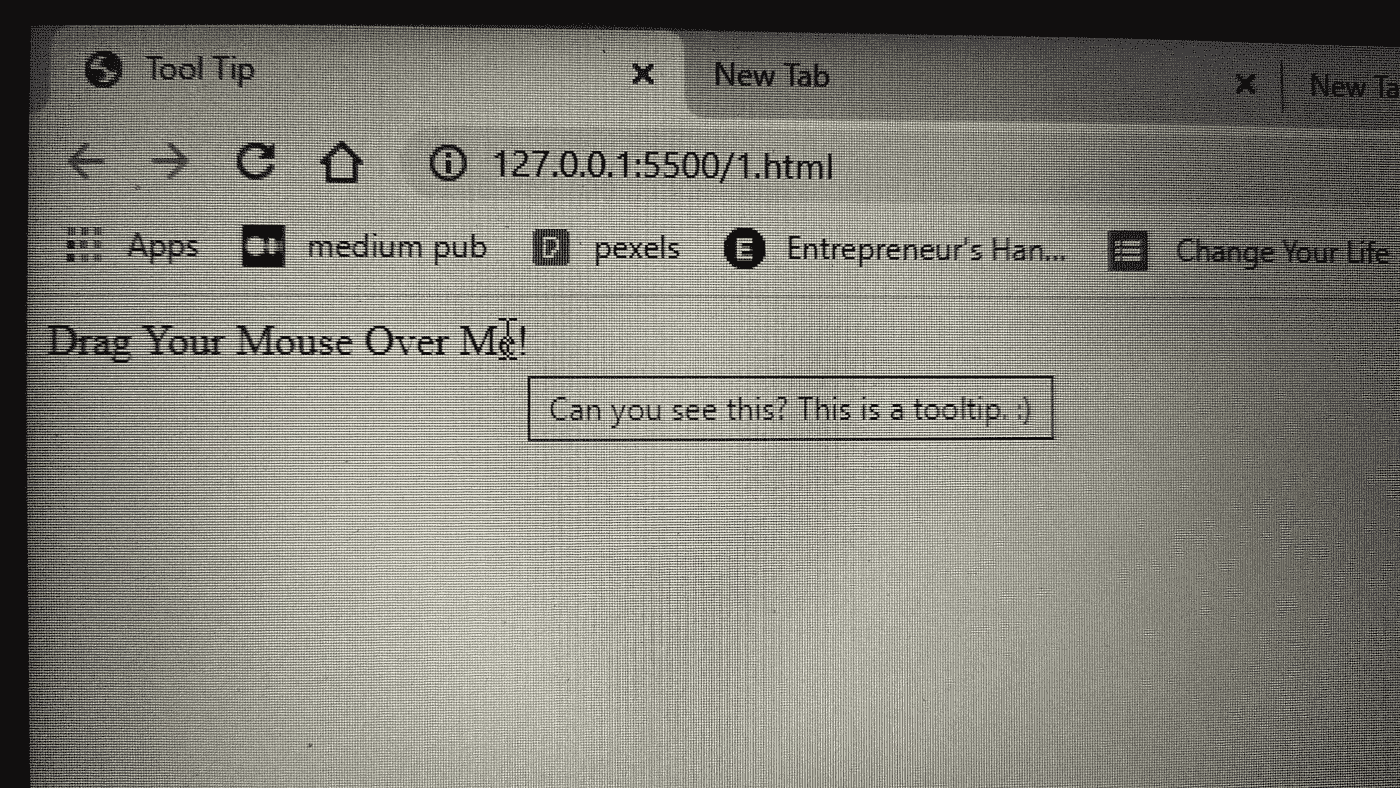 Tool Tip
New Tab
New Ta
127.0.0.1:5500/1.html
Apps
medium pub
pexels
E
Entrepreneur's Han...
Change Your Life
Drag Your Mouse Over Me!
Can you see this? This is a tooltip. :)